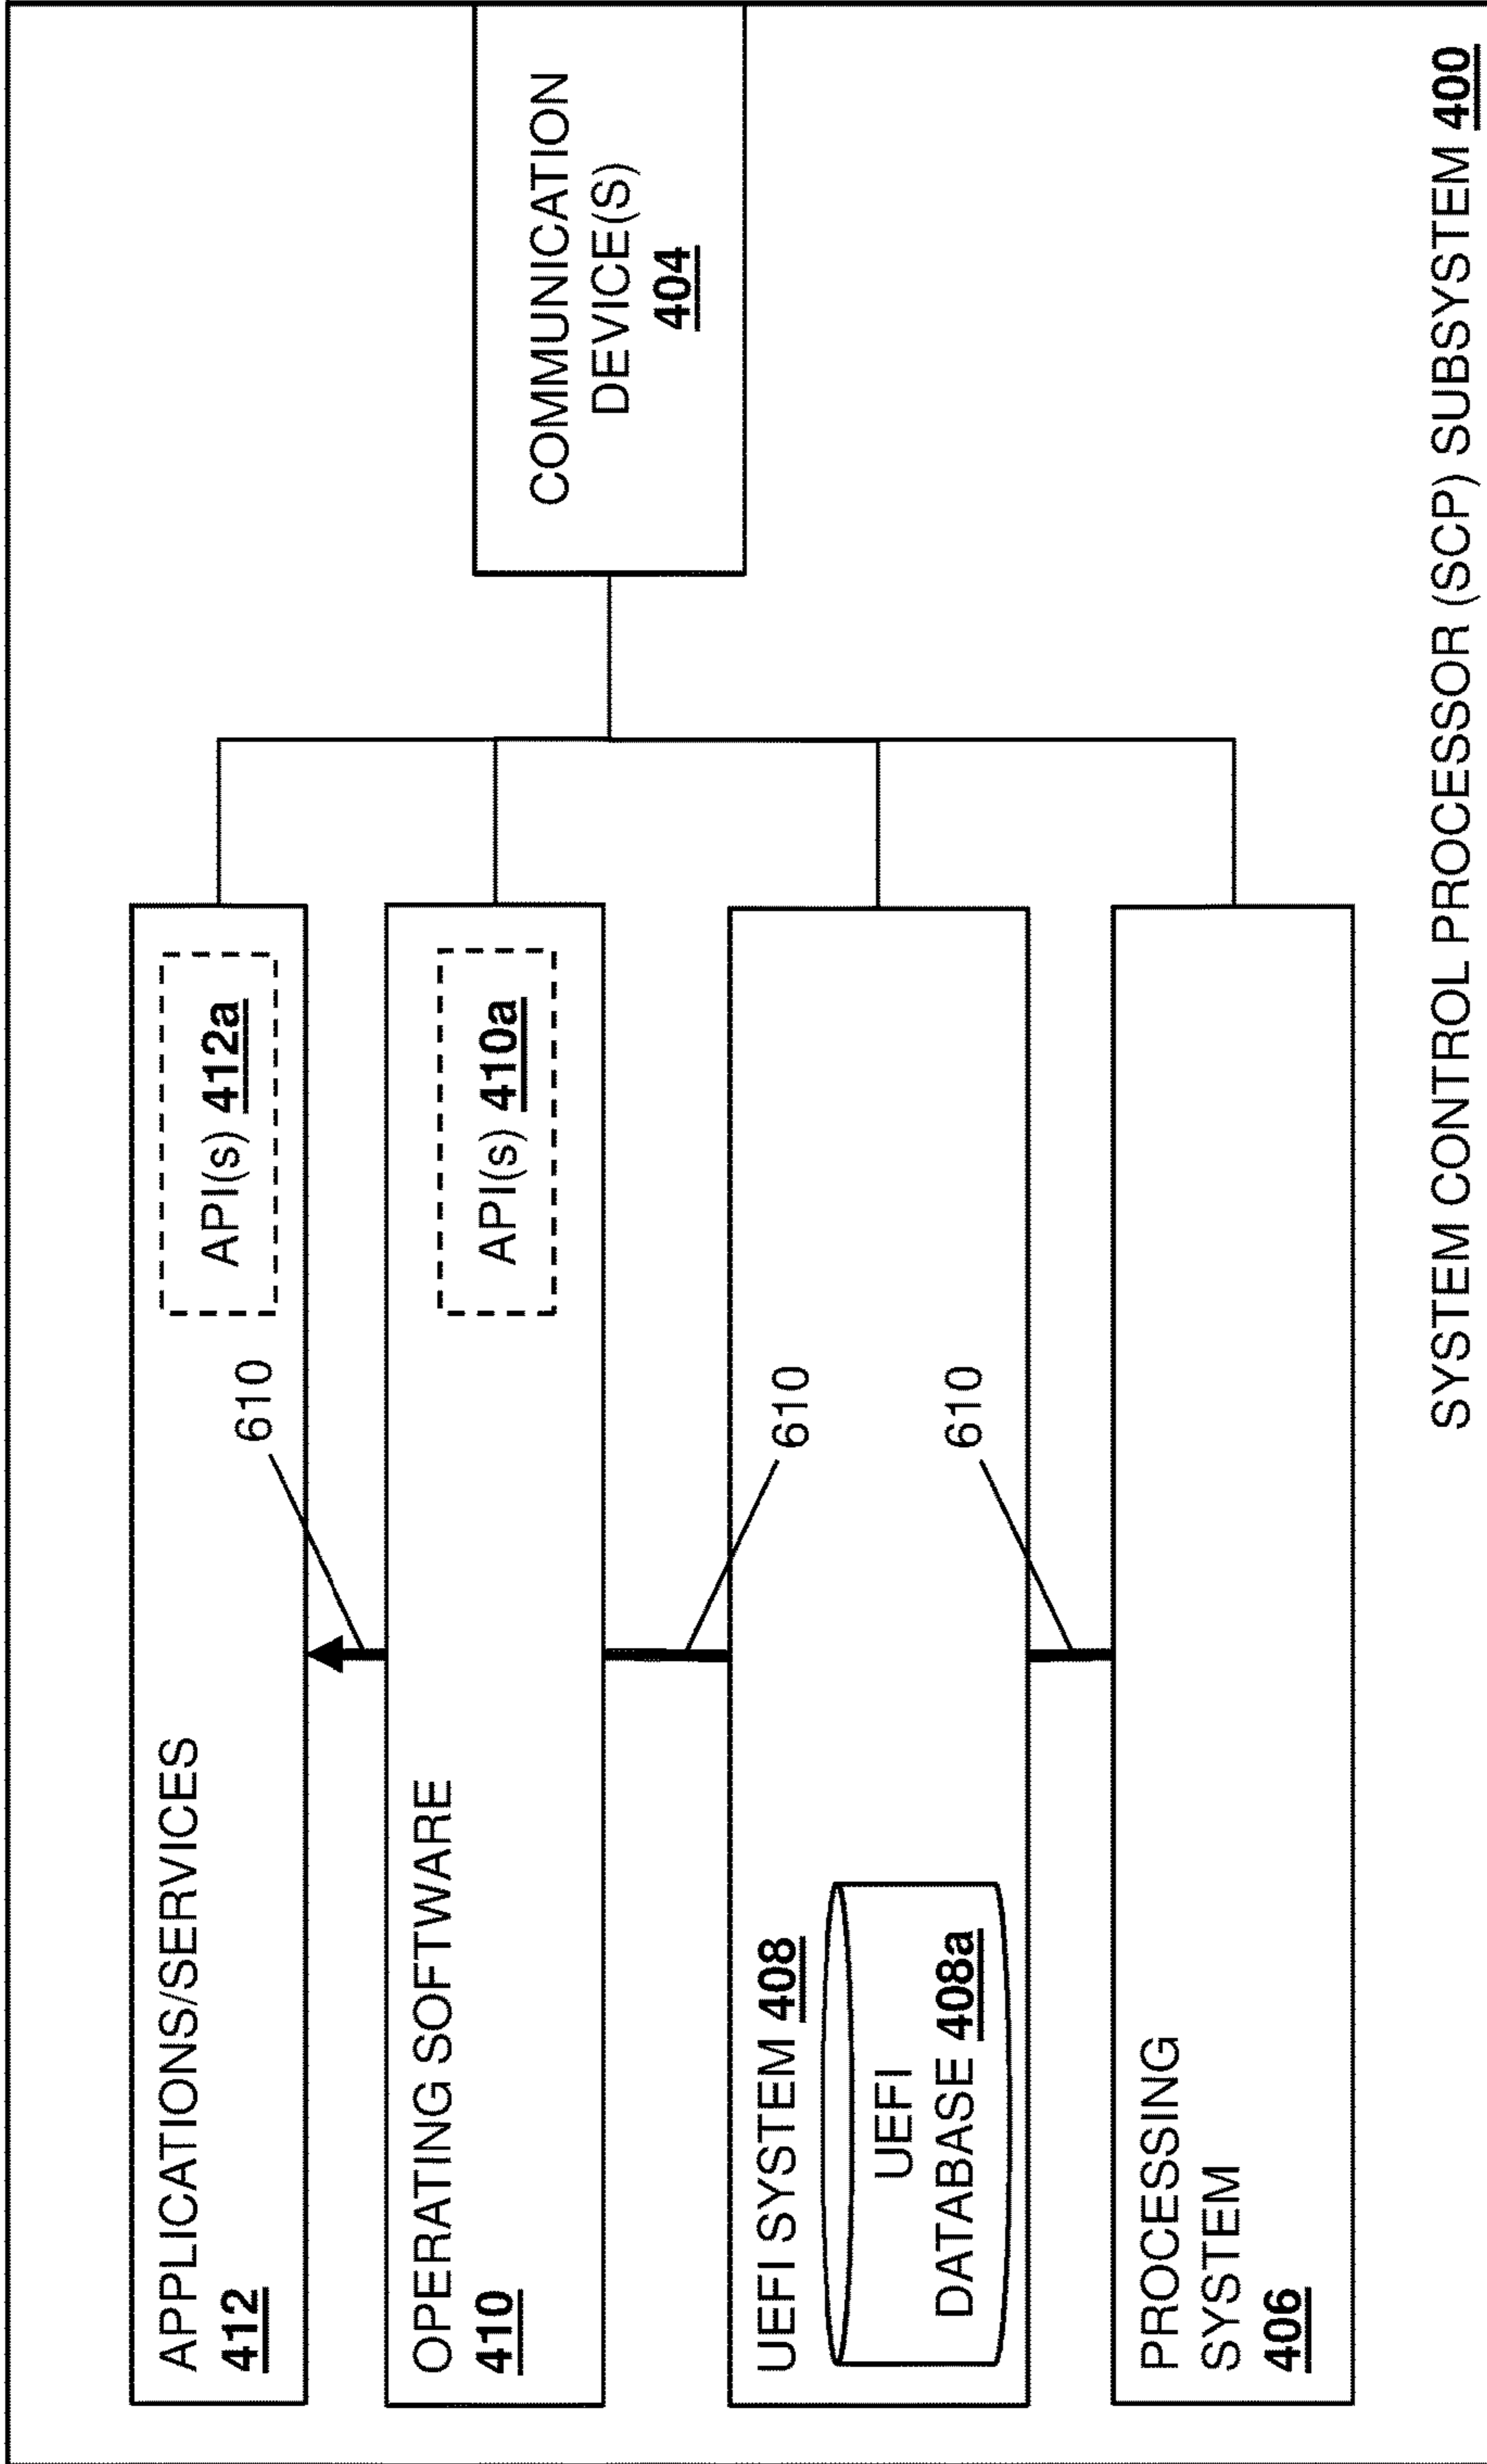 APPLICATIONS/SERVICES
412
610
API(s) 412a
OPERATING SOFTWARE
410
API(s) 410a
COMMUNICATION
DEVICE(S)
404
610
UEFI SYSTEM 408
UEFI
DATABASE 408a
610
PROCESSING
SYSTEM
406
SYSTEM CONTROL PROCESSOR (SCP) SUBSYSTEM 400